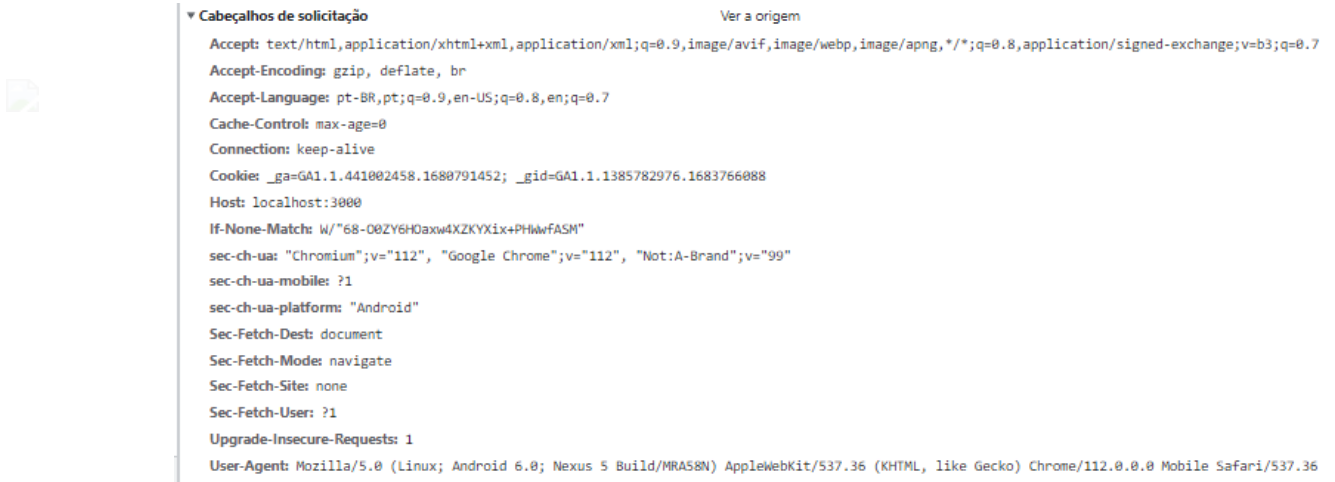 Cabeçalhos de solicitação Ver a origem
Accept: text/html,application/xhtml+xml,application/xml;q=0.9,image/avif,image/webp,image/apng,*/*;q=0.8,application/signed-exchange;v=b3;q=0.7
Accept-Encoding: gzip, deflate, br
Accept-Language: pt-BR,pt;q=0.9,en-US;q=0.8,en;q=0.7
Cache-Control: max-age=0
Connection: keep-alive
Cookie: _ga=GA1.1.441002458.1680791452; _gid=GA1.1.1385782976.1683766088
Host: localhost:3000
If-None-Match: W/"68-O0ZY6HOaxw4XZKYXix+PHWwfASM"
sec-ch-ua: "Chromium";v="112", "Google Chrome";v="112", "Not:A-Brand";v="99"
sec-ch-ua-mobile: ?1
sec-ch-ua-platform: "Android"
Sec-Fetch-Dest: document
Sec-Fetch-Mode: navigate
Sec-Fetch-Site: none
Sec-Fetch-User: ?1
Upgrade-Insecure-Requests: 1
User-Agent: Mozilla/5.0 (Linux; Android 6.0; Nexus 5 Build/MRA58N) AppleWebKit/537.36 (KHTML, like Gecko) Chrome/112.0.0.0 Mobile Safari/537.36